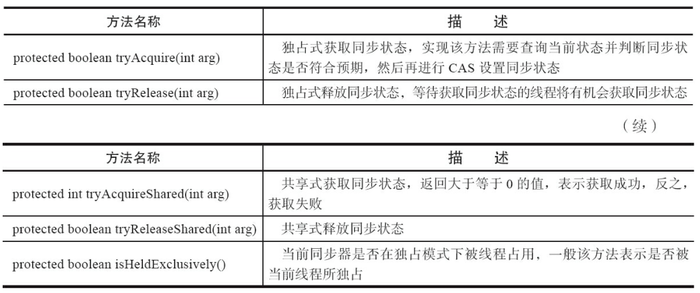 方法名称 描 述
protected boolean tryAcquire(int arg) 独占式获取同步状态，实现该方法需要查询当前状态并判断同步状
态是否符合预期，然后再进行 CAS 设置同步状态
protected boolean tryRelease(int arg) 独占式释放同步状态，等待获取同步状态的线程将有机会获取同步状态
（续）
方法名称 描 述
protected int tryAcquireShared(int arg) 共享式获取同步状态，返回大于等于 0 的值，表示获取成功，反之，
获取失败
protected boolean tryReleaseShared(int arg) 共享式释放同步状态
protected boolean isHeldExclusively() 当前同步器是否在独占模式下被线程占用，一般该方法表示是否被
当前线程所独占